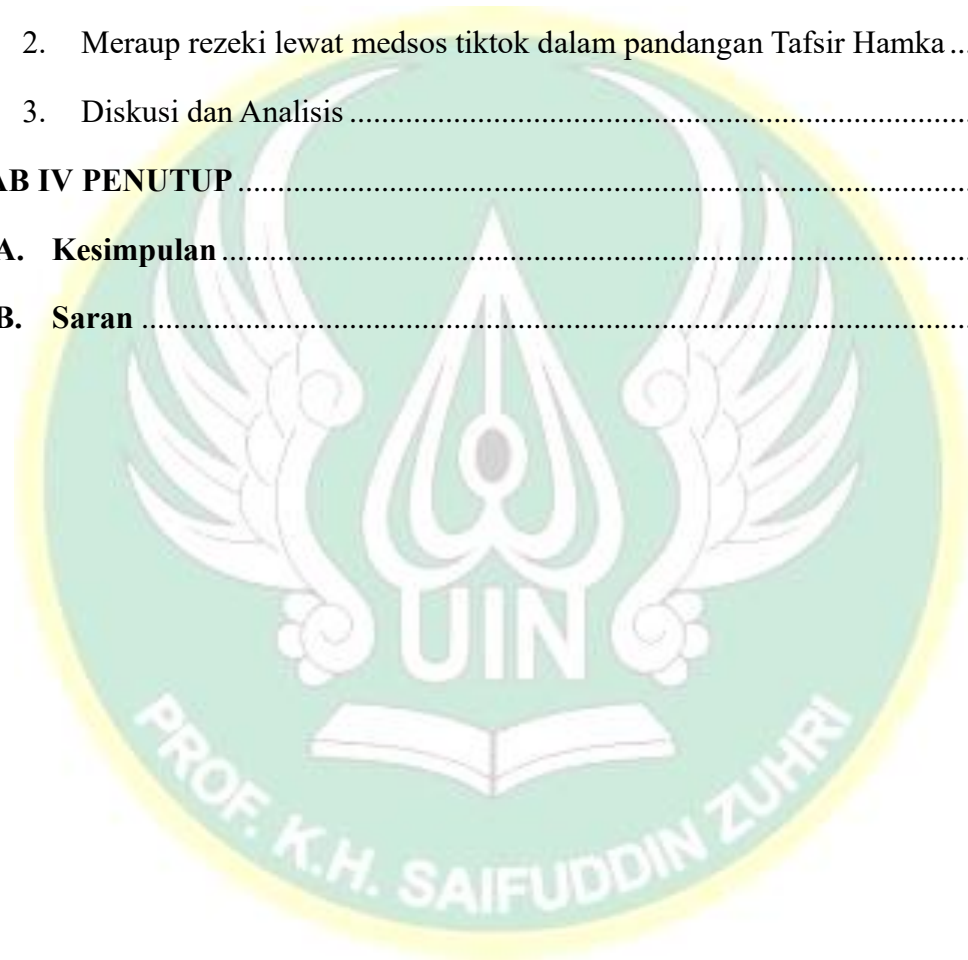 2. Meraup rezeki lewat medsos tiktok dalam pandangan Tafsir Hamka ...
3. Diskusi dan Analisis ...............................................................................................
AB IV PENUTUP ...............................................................................................
A. Kesimpulan ...............................................................................................
B. Saran ...............................................................................................
UIN
PROF. K.H. SAIFUDDIN ZUHRI